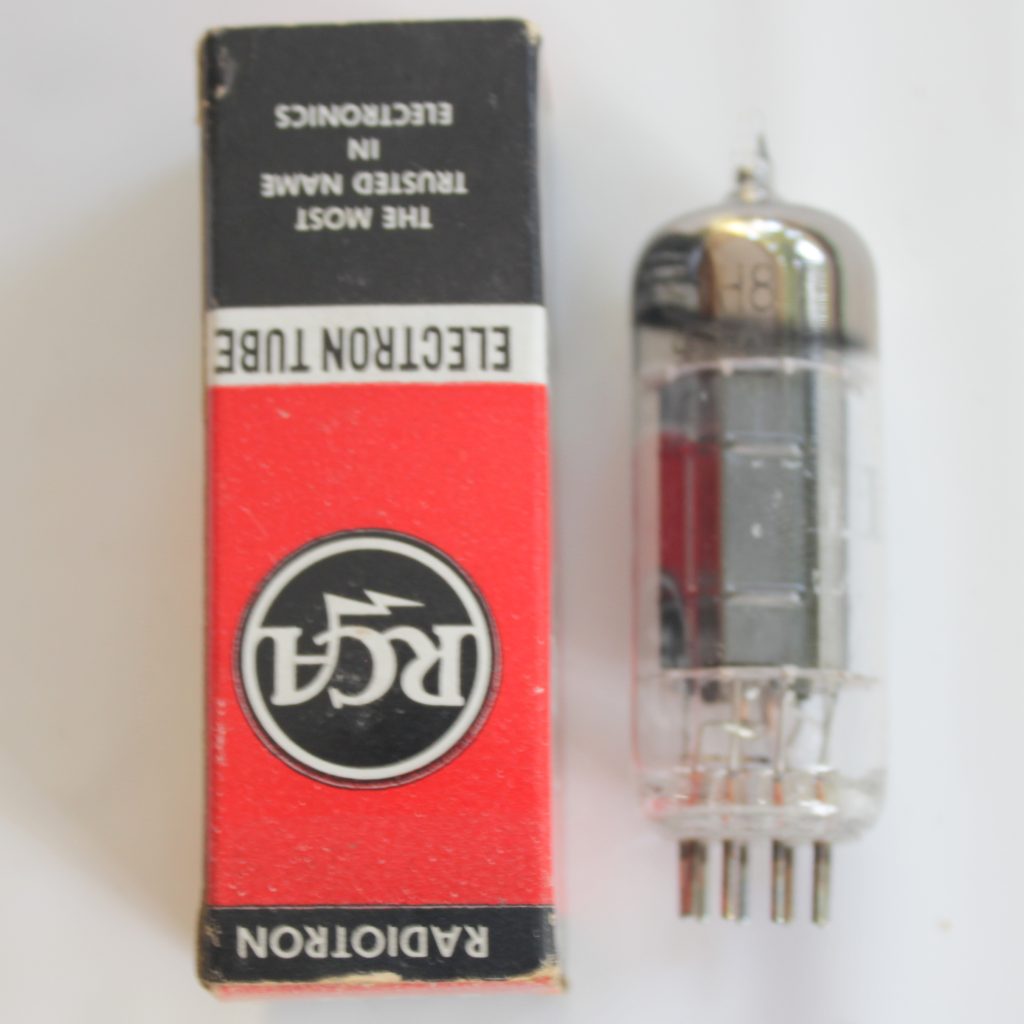 RADIOTRON
RCA
ELECTRON TUBE
THE MOST
TRUSTED NAME
IN
ELECTRONICS